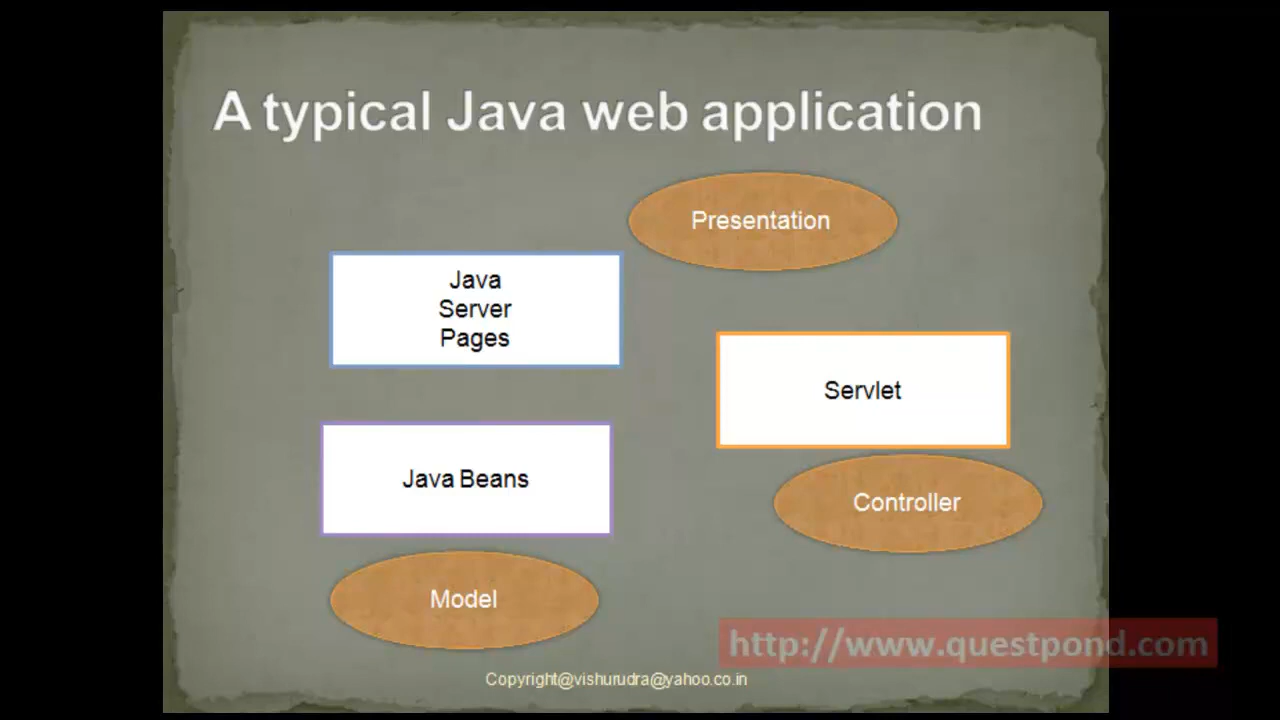 A typical Java web application
Presentation
Java
Server
Pages
Servlet
Java Beans
Controller
Model
http://www.questpond.com
Copyright@vishurudra@yahoo.co.in